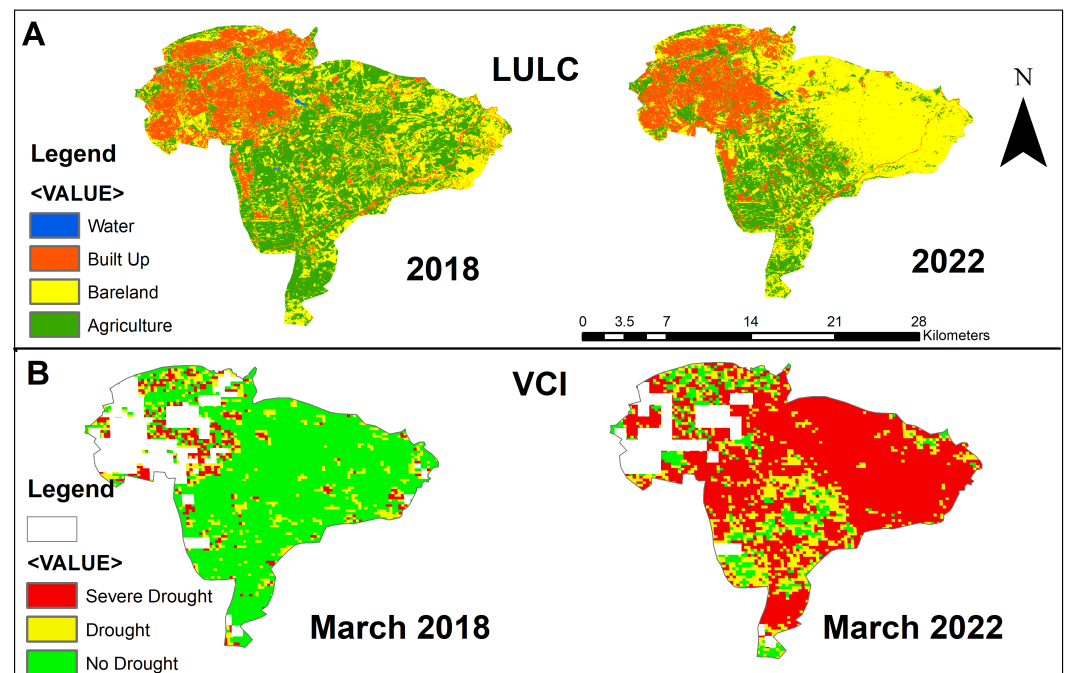 A
LULC
N
Legend
<VALUE>
Water
Built Up
Bareland
Agriculture
2018
2022
0 3.5 7 14 21 28
Kilometers
B
VCI
Legend
<VALUE>
Severe Drought
Drought
No Drought
March 2018
March 2022